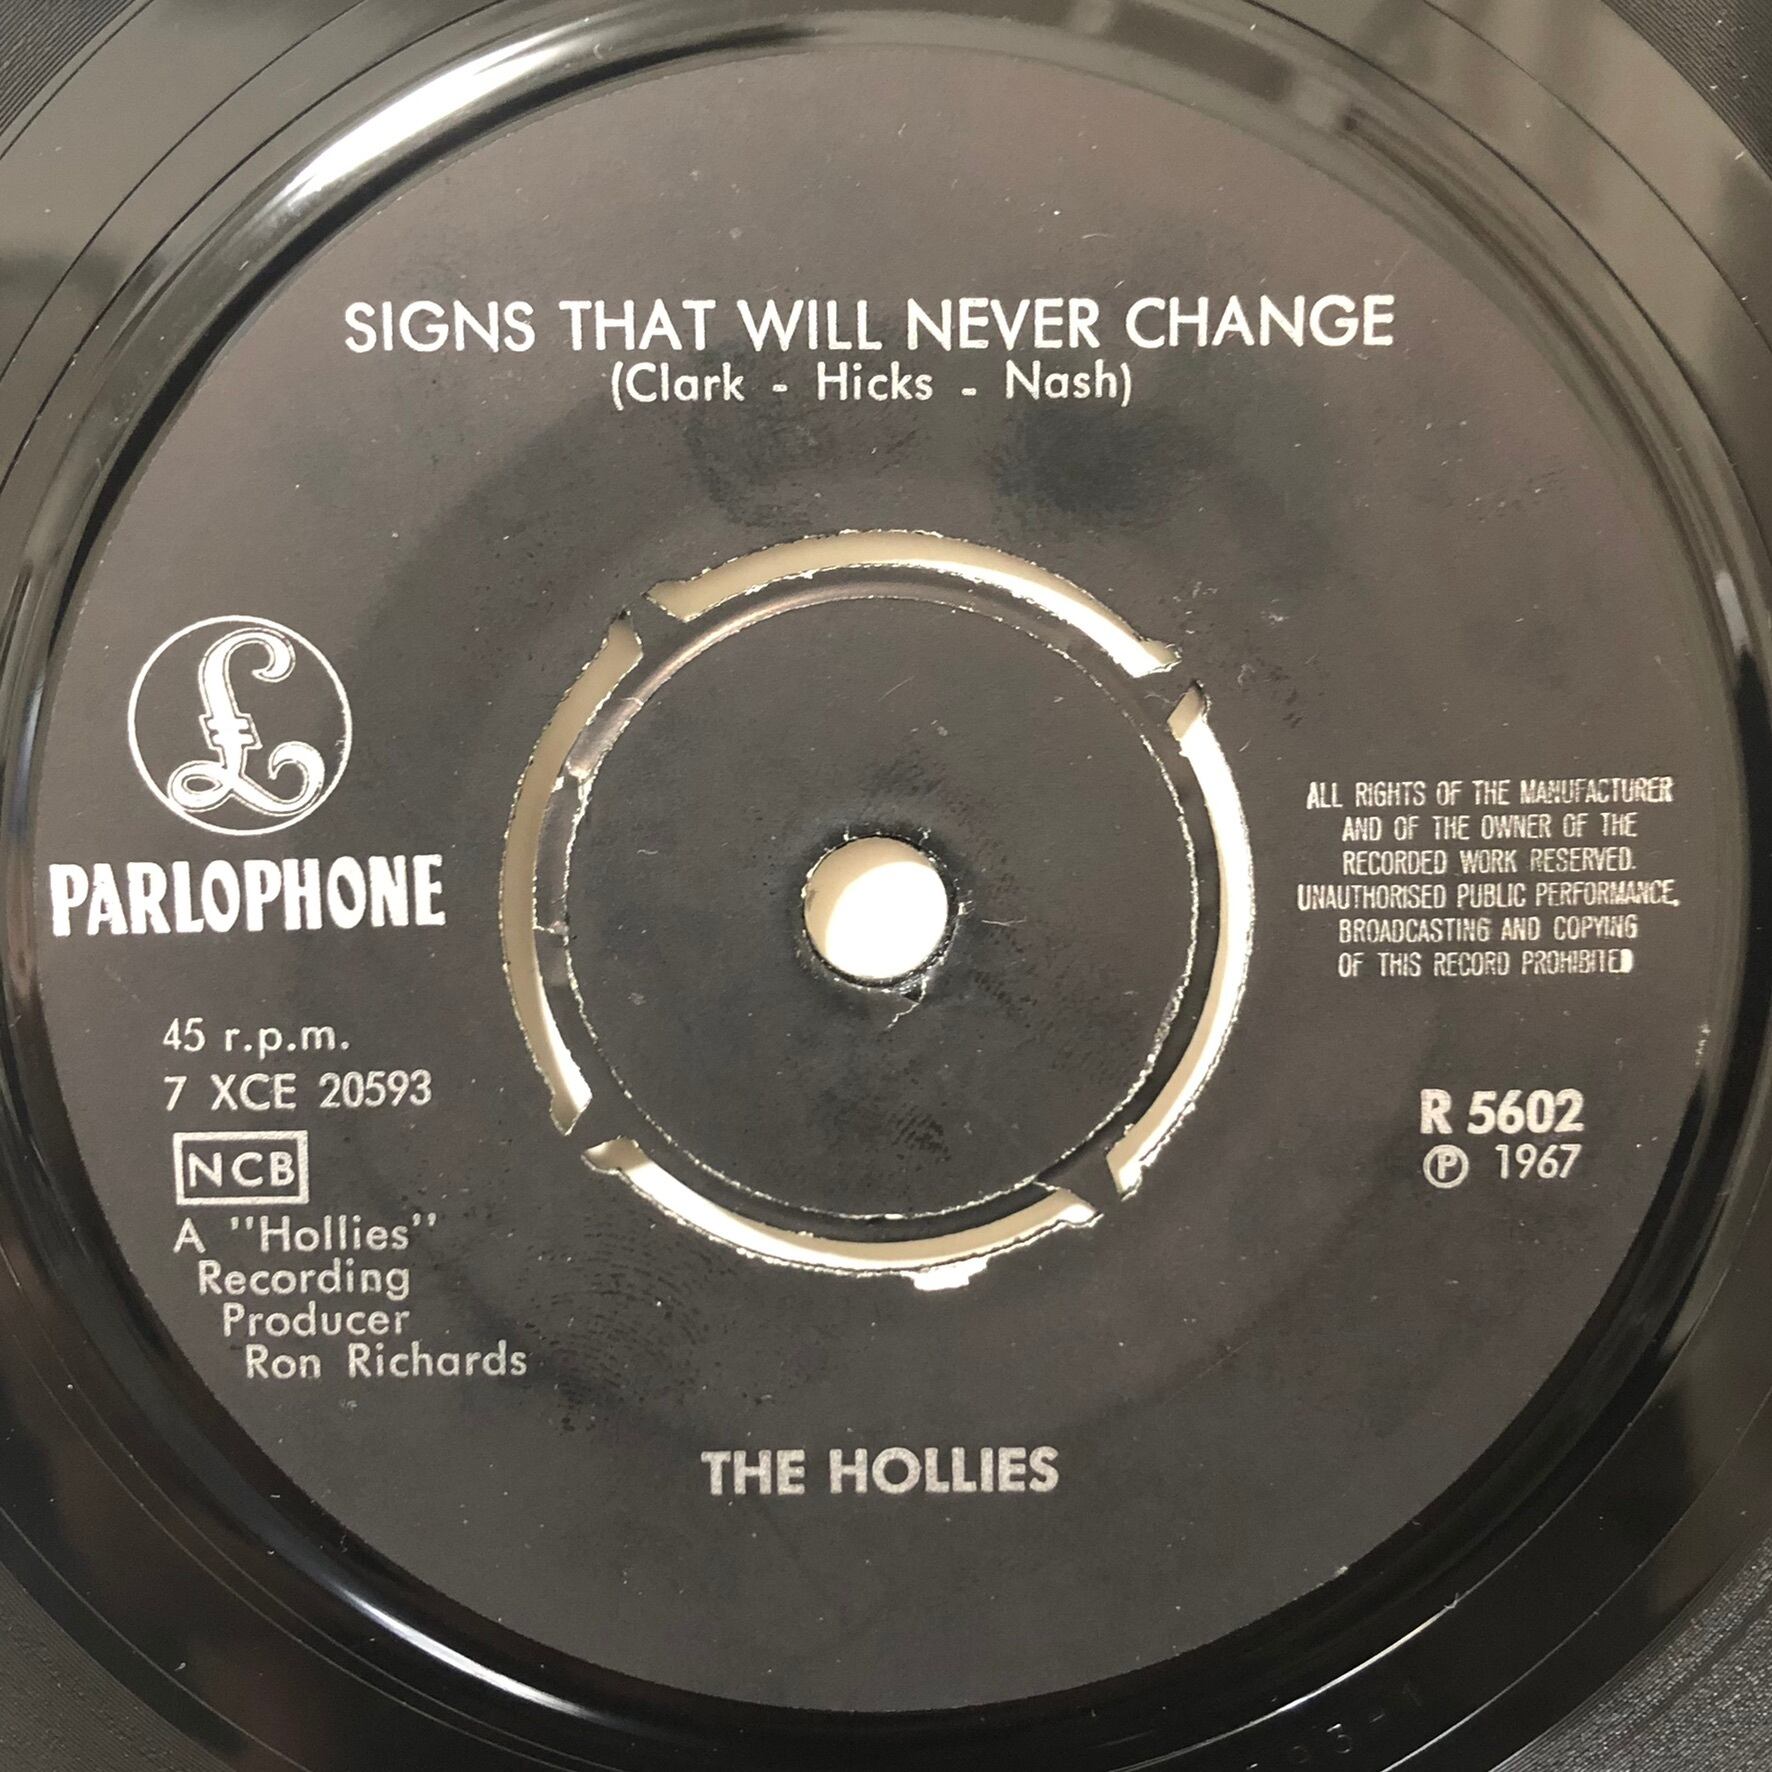 SIGNS THAT WILL NEVER CHANGE
(Clark - Hicks - Nash)
£
PARLOPHONE
45 r.p.m.
7 XCE 20593
NCB
A "Hollies"
Recording
Producer
Ron Richards
ALL RIGHTS OF THE MANUFACTURER
AND OF THE OWNER OF THE
RECORDED WORK RESERVED.
UNAUTHORISED PUBLIC PERFORMANCE,
BROADCASTING AND COPYING
OF THIS RECORD PROHIBITED
R 5602
℗ 1967
THE HOLLIES